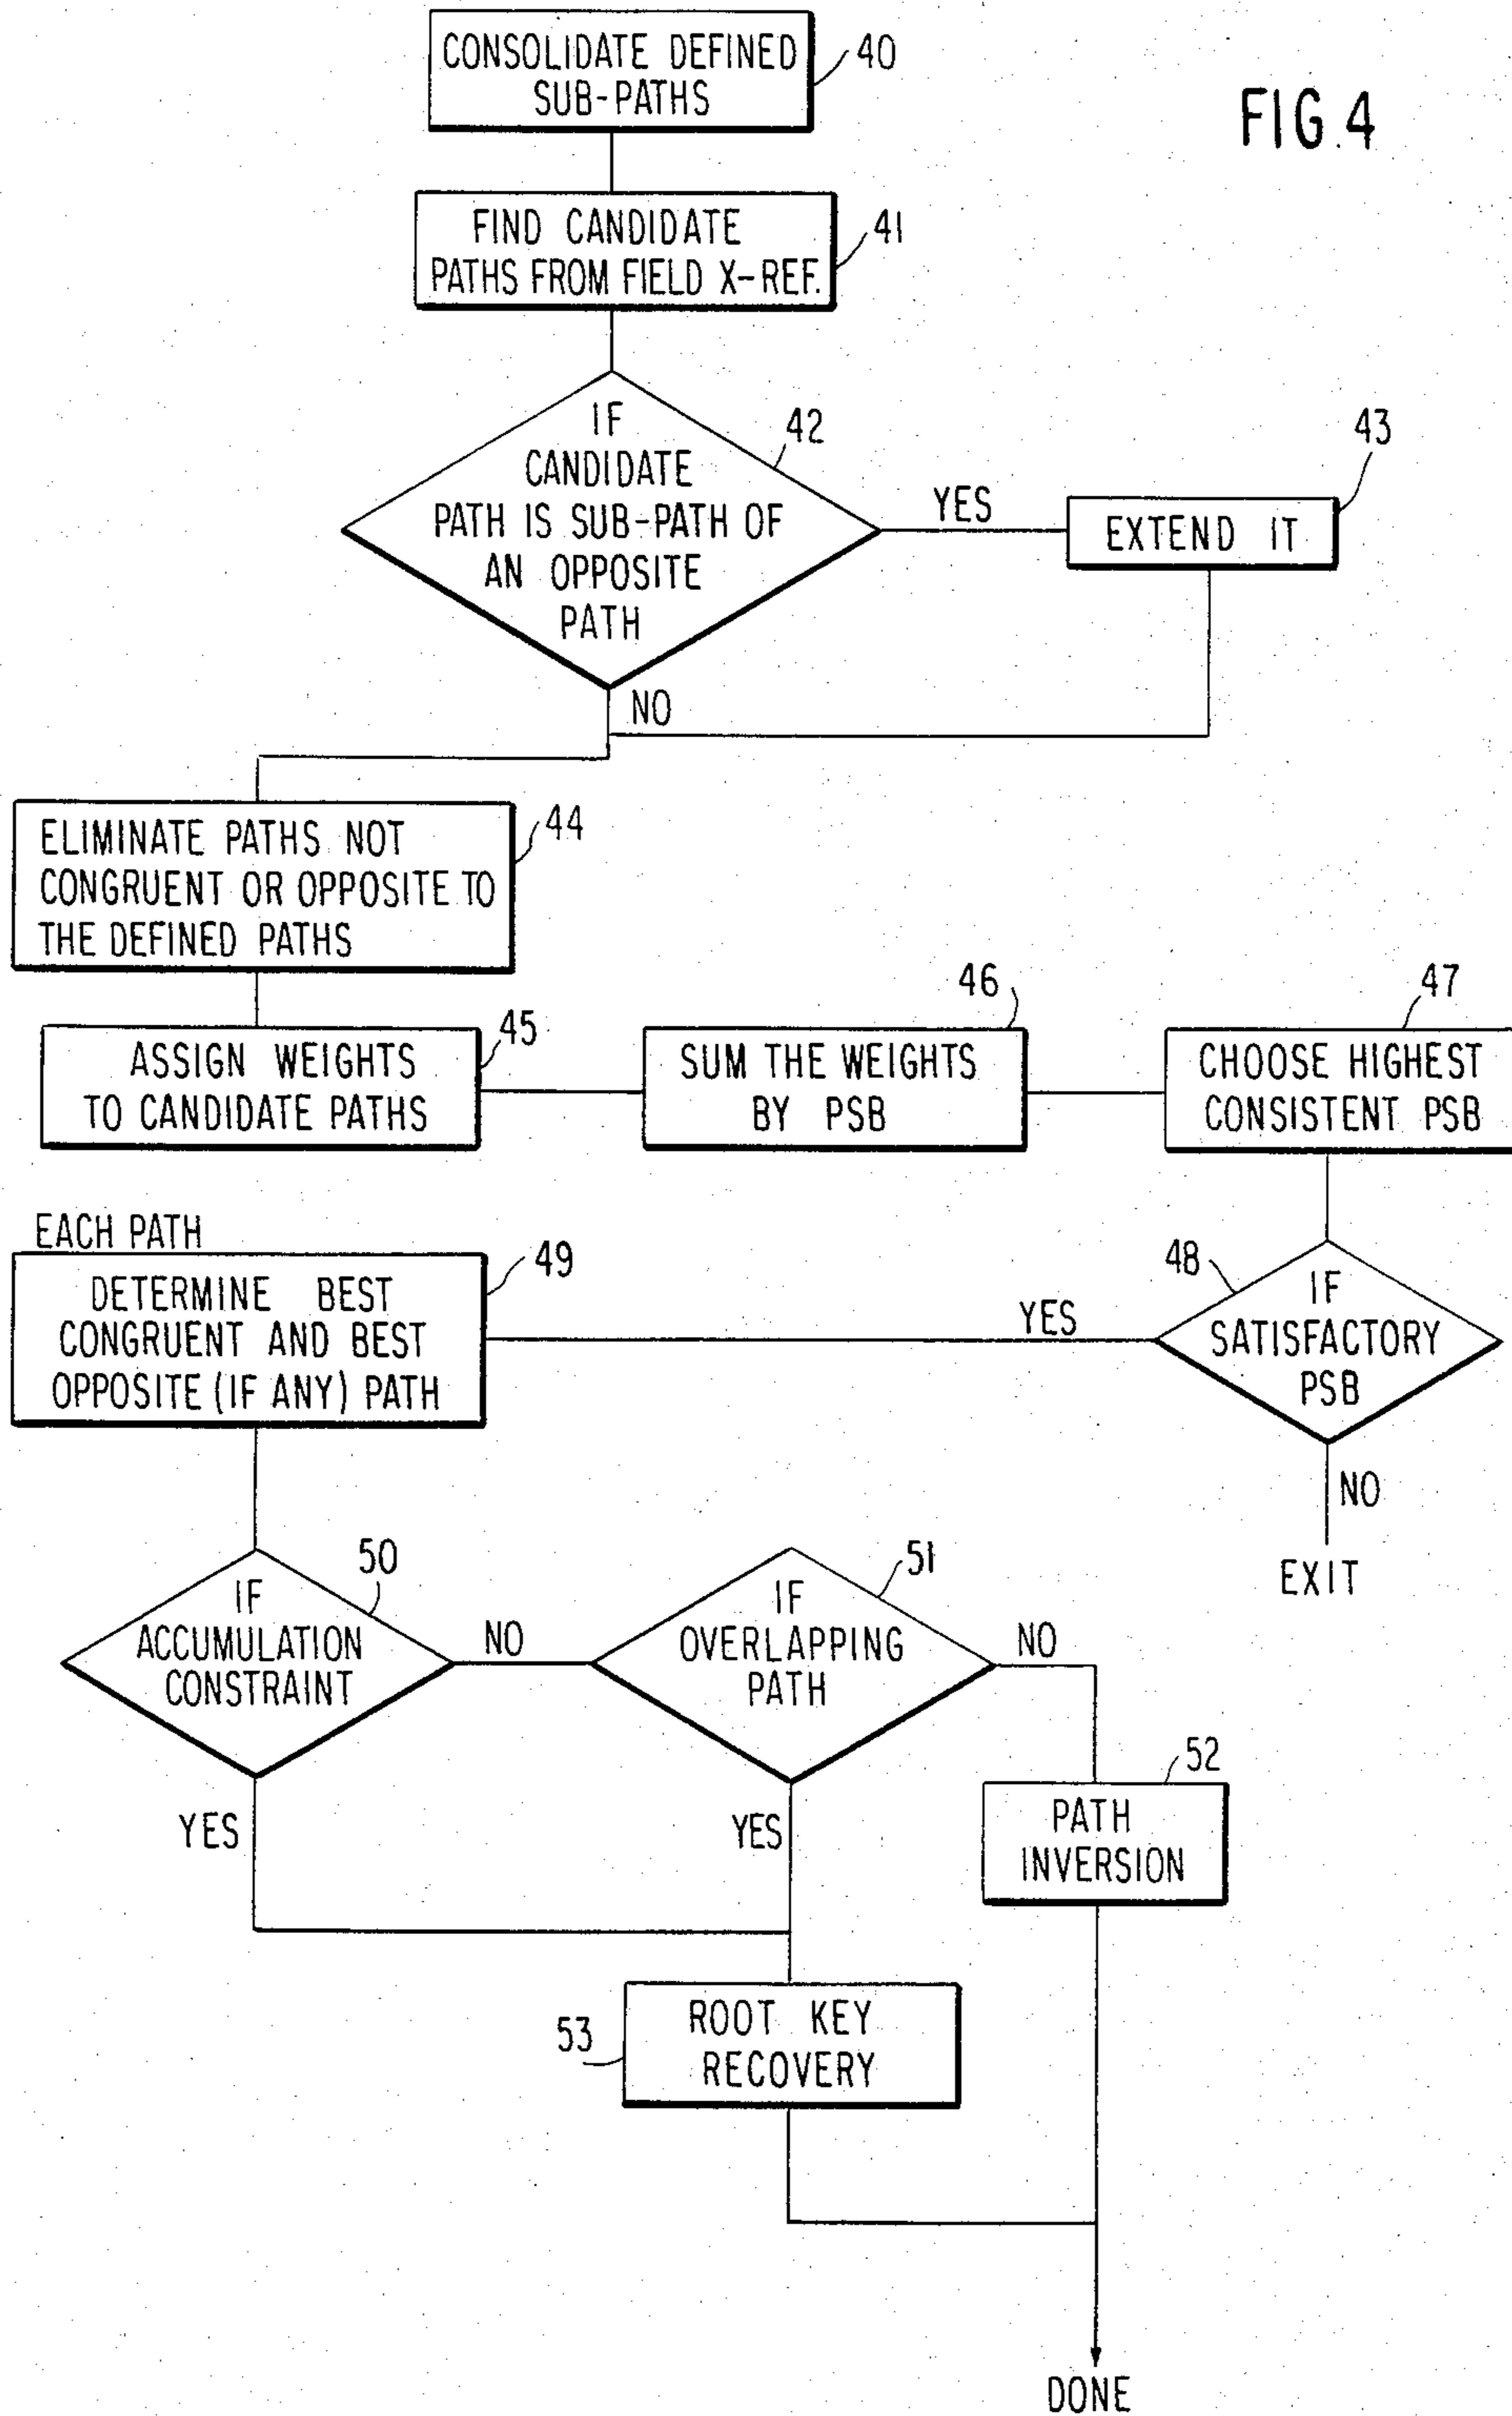 FIG. 4
CONSOLIDATE DEFINED
SUB-PATHS
40
FIND CANDIDATE
PATHS FROM FIELD X-REF.
41
IF
CANDIDATE
PATH IS SUB-PATH OF
AN OPPOSITE
PATH
42
YES
43
EXTEND IT
NO
ELIMINATE PATHS NOT
CONGRUENT OR OPPOSITE TO
THE DEFINED PATHS
44
ASSIGN WEIGHTS
TO CANDIDATE PATHS
45
SUM THE WEIGHTS
BY PSB
46
CHOOSE HIGHEST
CONSISTENT PSB
47
48
IF
SATISFACTORY
PSB
YES
NO
EXIT
EACH PATH
DETERMINE BEST
CONGRUENT AND BEST
OPPOSITE (IF ANY) PATH
49
IF
ACCUMULATION
CONSTRAINT
50
NO
YES
IF
OVERLAPPING
PATH
51
NO
YES
PATH
INVERSION
52
53
ROOT KEY
RECOVERY
DONE